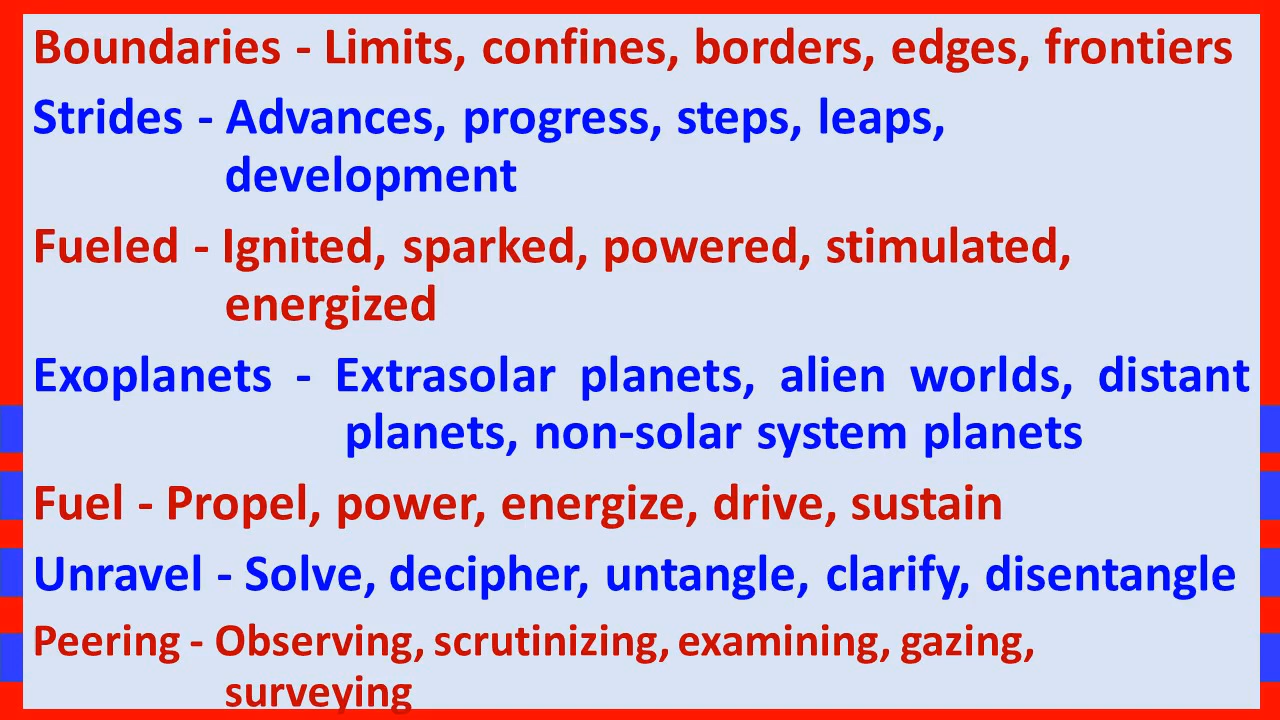 Boundaries - Limits, confines, borders, edges, frontiers
Strides - Advances, progress, steps, leaps,
development
Fueled - Ignited, sparked, powered, stimulated,
energized
Exoplanets - Extrasolar planets, alien worlds, distant
planets, non-solar system planets
Fuel - Propel, power, energize, drive, sustain
Unravel - Solve, decipher, untangle, clarify, disentangle
Peering - Observing, scrutinizing, examining, gazing,
surveying